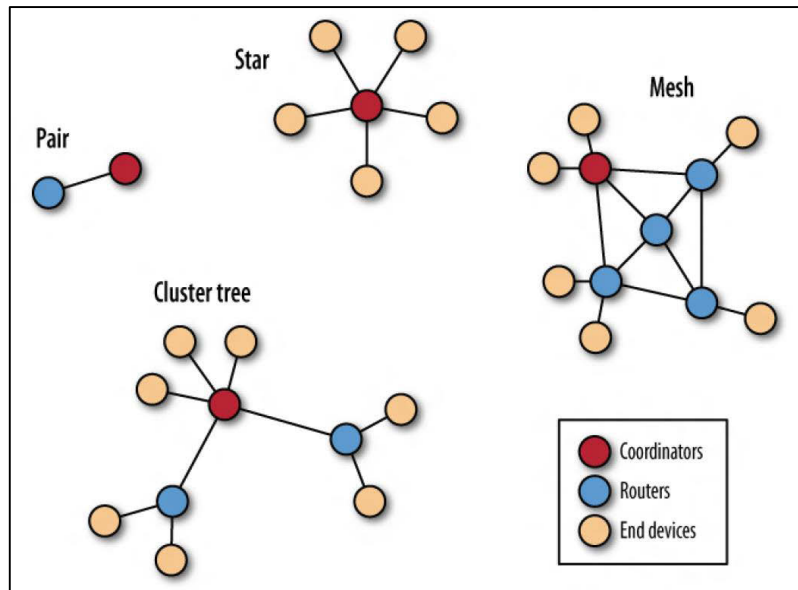 Star
Mesh
Pair
Cluster tree
Coordinators
Routers
End devices